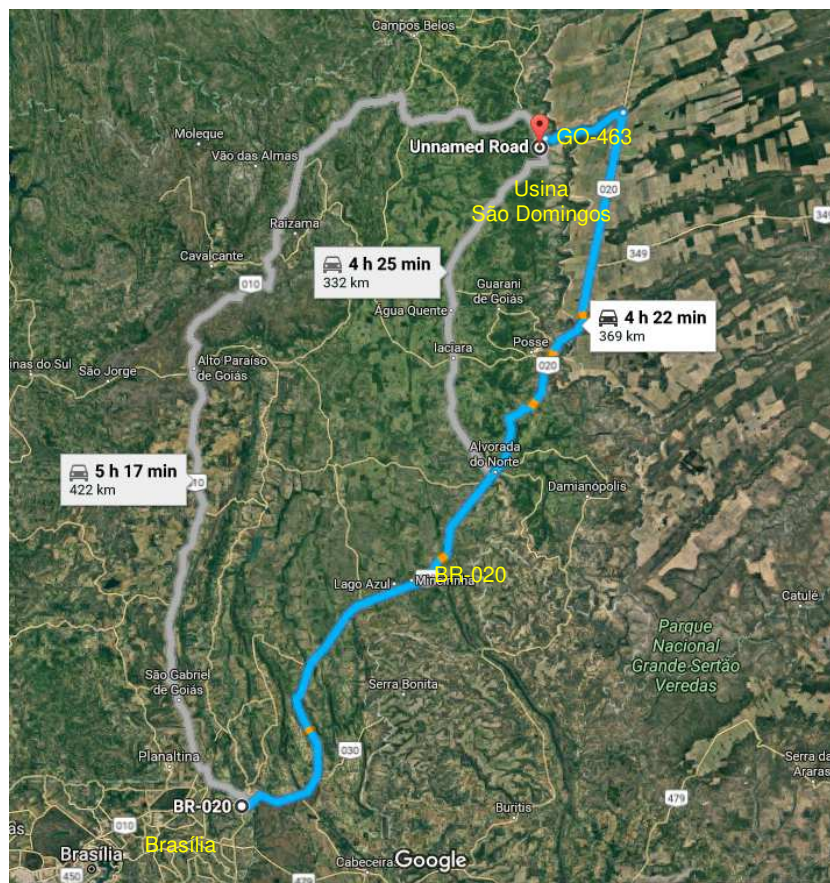 Campos Belos
Moleque
Vão das Almas
Unnamed Road
GO-463
Usina
São Domingos
020
349
349
Raizama
Cavalcante
010
4 h 25 min
332 km
Guarani
de Goiás
Água Quente
4 h 22 min
369 km
Iaciara
Posse
020
inas do Sul
São Jorge
Alto Paraíso
de Goiás
Alvorada
do Norte
5 h 17 min
422 km
10
Damianópolis
BR-020
Lago Azul
Catulé
Parque
Nacional
Grande Sertão
Veredas
São Gabriel
de Goiás
Serra Bonita
030
Planaltina
Serra da
Araras
BR-020
479
Buritis
010
ás
Brasília
Brasília
450
Cabeceira
Google
479